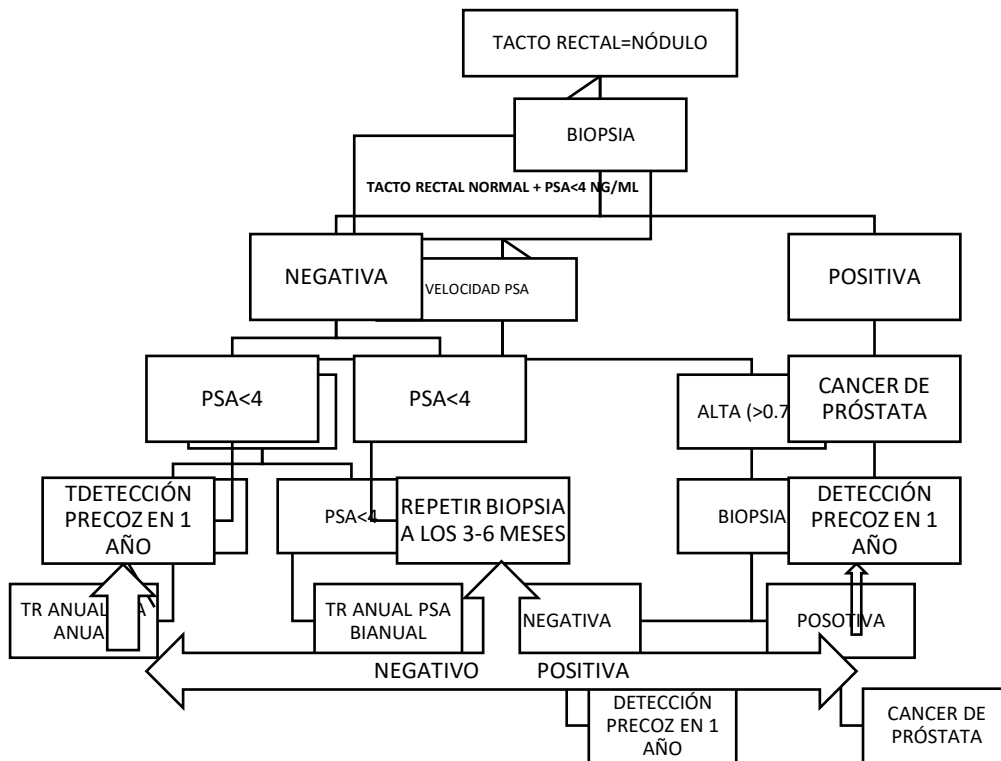 TACTO RECTAL=NÓDULO
BIOPSIA
TACTO RECTAL NORMAL + PSA<4 NG/ML
NEGATIVA
VELOCIDAD PSA
POSITIVA
PSA<4
PSA<4
ALTA (>0.7
CANCER DE
PRÓSTATA
TDETECCIÓN
PRECOZ EN 1
AÑO
PSA<4
REPETIR BIOPSIA
A LOS 3-6 MESES
BIOPSIA
DETECCIÓN
PRECOZ EN 1
AÑO
TR ANUAL
ANUA
TR ANUAL PSA
BIANUAL
NEGATIVA
POSOTIVA
NEGATIVO POSITIVA
DETECCIÓN
PRECOZ EN 1
AÑO
CANCER DE
PRÓSTATA